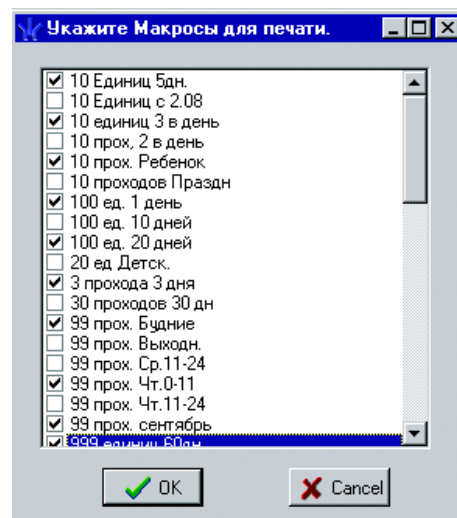 Укажите Макросы для печати.
10 Единиц 5дн.
10 Единиц с 2.08
10 единиц 3 в день
10 прох, 2 в день
10 прох. Ребенок
10 проходов Праздн
100 ед. 1 день
100 ед. 10 дней
100 ед. 20 дней
20 ед Детск.
3 прохода 3 дня
30 проходов 30 дн
99 прох. Будние
99 прох. Выходн.
99 прох. Ср.11-24
99 прох. Чт.0-11
99 прох. Чт.11-24
99 прох. сентябрь
999 единиц 60дн
OK Cancel